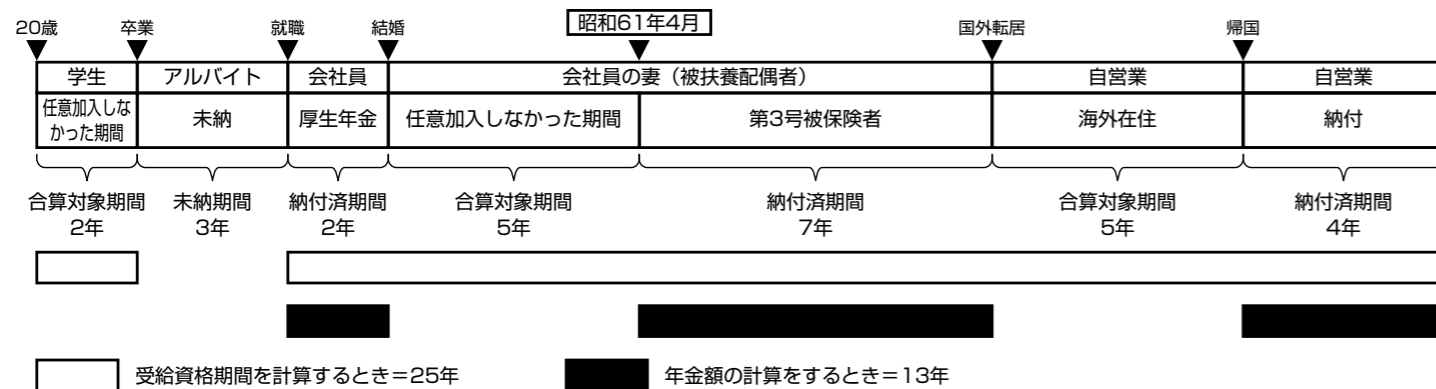 20歳
卒業
就職
結婚
昭和61年4月
国外転居
帰国
学生
アルバイト
会社員
会社員の妻（被扶養配偶者）
自営業
自営業
任意加入しな
かった期間
未納
厚生年金
任意加入しなかった期間
第3号被保険者
海外在住
納付
合算対象期間
2年
未納期間
3年
納付済期間
2年
合算対象期間
5年
納付済期間
7年
合算対象期間
5年
納付済期間
4年
受給資格期間を計算するとき＝25年
年金額の計算をするとき＝13年